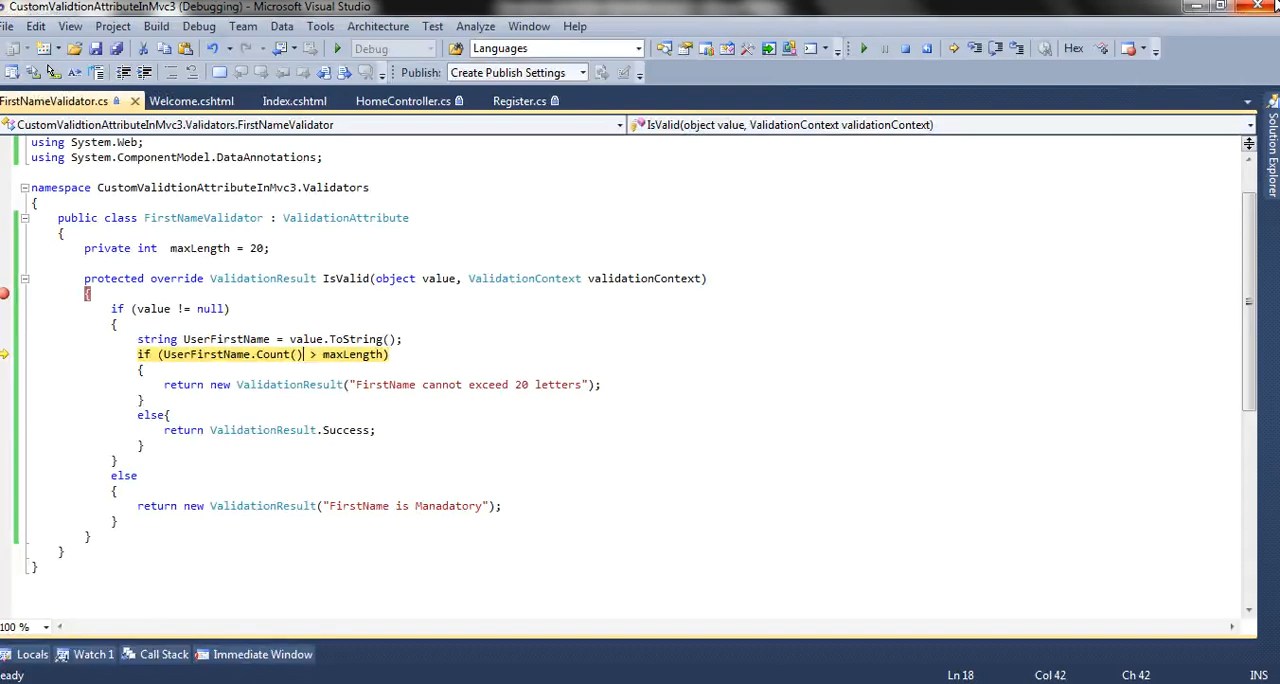 CustomValidtionAttributeInMvc3 (Debugging) - Microsoft Visual Studio
File Edit View Project Build Debug Team Data Tools Architecture Test Analyze Window Help
Debug Languages Hex
Publish: Create Publish Settings
FirstNameValidator.cs Welcome.cshtml Index.cshtml HomeController.cs Register.cs
CustomValidtionAttributeInMvc3.Validators.FirstNameValidator IsValid(object value, ValidationContext validationContext)
Solution Explorer
using System.Web;
using System.ComponentModel.DataAnnotations;
namespace CustomValidtionAttributeInMvc3.Validators
{
public class FirstNameValidator : ValidationAttribute
{
private int maxLength = 20;
protected override ValidationResult IsValid(object value, ValidationContext validationContext)
{
if (value != null)
{
string UserFirstName = value.ToString();
if (UserFirstName.Count() > maxLength)
{
return new ValidationResult("FirstName cannot exceed 20 letters");
}
else{
return ValidationResult.Success;
}
}
else
{
return new ValidationResult("FirstName is Manadatory");
}
}
}
}
100 %
Locals Watch 1 Call Stack Immediate Window
eady Ln 18 Col 42 Ch 42 INS